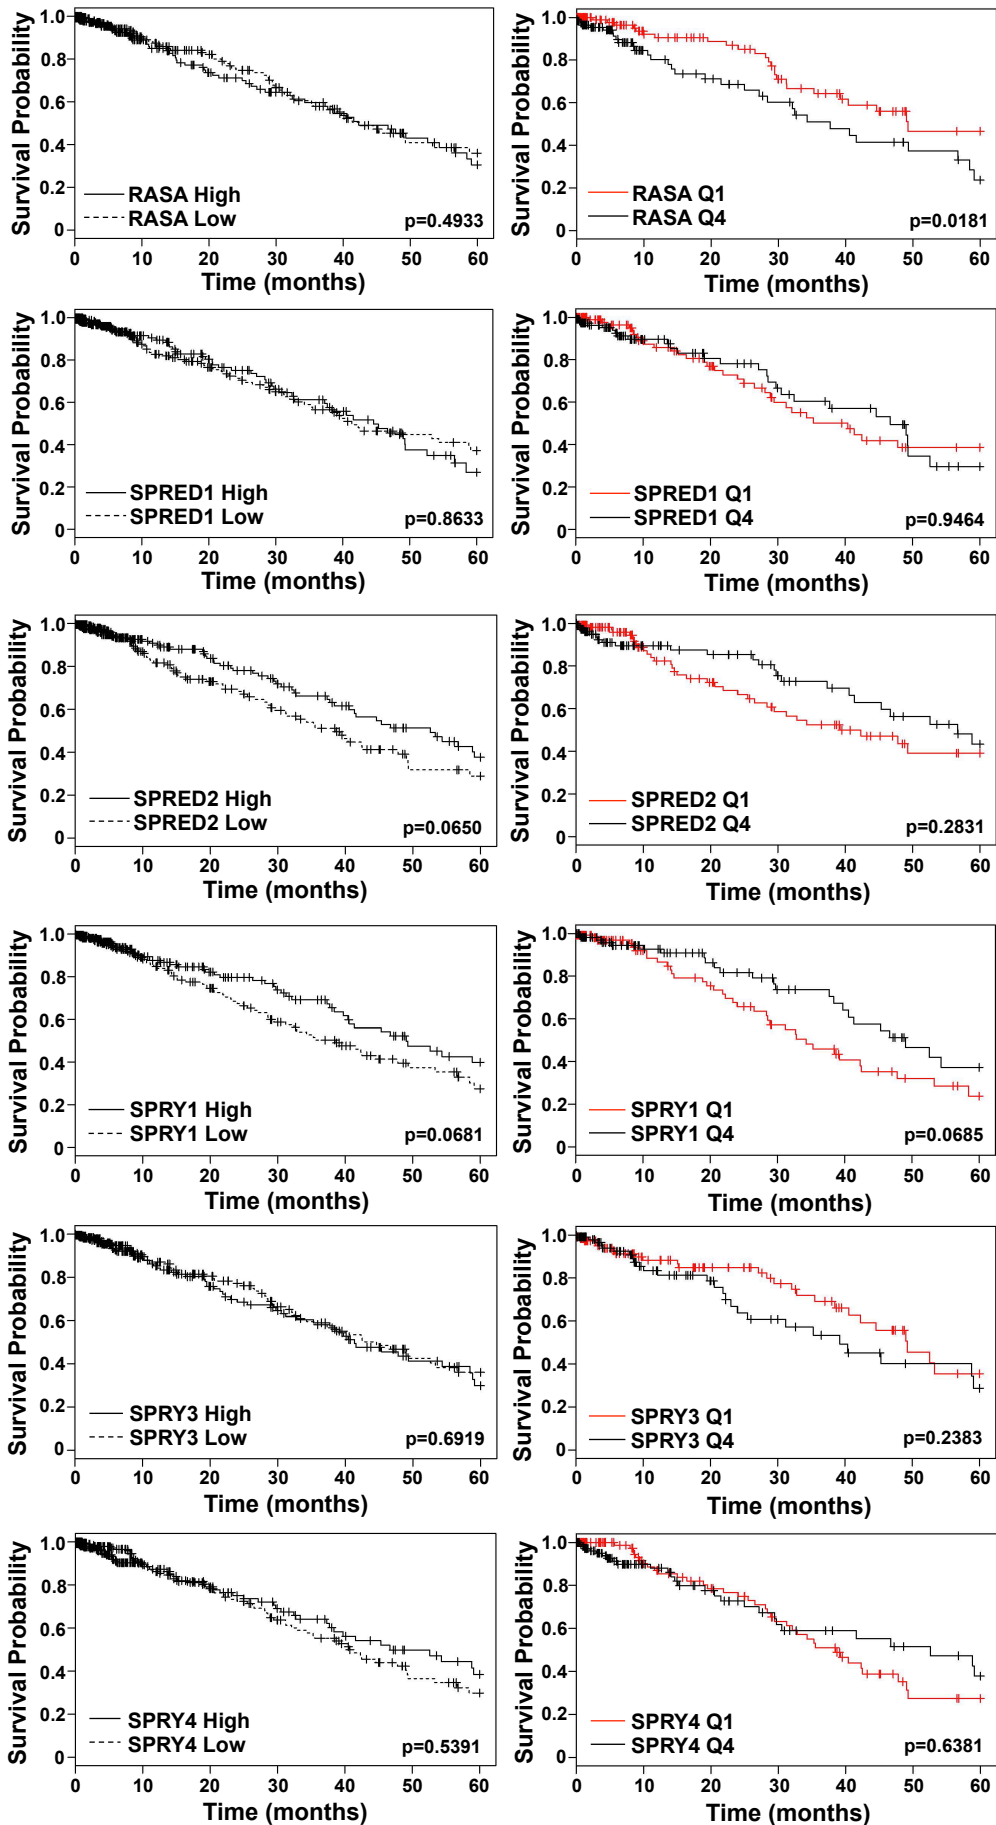 Survival Probability
1.0
0.8
0.6
0.4
0.2
0
RASA High
RASA Low
p=0.4933
0 10 20 30 40 50 60
Time (months)
Survival Probability
1.0
0.8
0.6
0.4
0.2
0
RASA Q1
RASA Q4
p=0.0181
0 10 20 30 40 50 60
Time (months)
Survival Probability
1.0
0.8
0.6
0.4
0.2
0
SPRED1 High
SPRED1 Low
p=0.8633
0 10 20 30 40 50 60
Time (months)
Survival Probability
1.0
0.8
0.6
0.4
0.2
0
SPRED1 Q1
SPRED1 Q4
p=0.9464
0 10 20 30 40 50 60
Time (months)
Survival Probability
1.0
0.8
0.6
0.4
0.2
0
SPRED2 High
SPRED2 Low
p=0.0650
0 10 20 30 40 50 60
Time (months)
Survival Probability
1.0
0.8
0.6
0.4
0.2
0
SPRED2 Q1
SPRED2 Q4
p=0.2831
0 10 20 30 40 50 60
Time (months)
Survival Probability
1.0
0.8
0.6
0.4
0.2
0
SPRY1 High
SPRY1 Low
p=0.0681
0 10 20 30 40 50 60
Time (months)
Survival Probability
1.0
0.8
0.6
0.4
0.2
0
SPRY1 Q1
SPRY1 Q4
p=0.0685
0 10 20 30 40 50 60
Time (months)
Survival Probability
1.0
0.8
0.6
0.4
0.2
0
SPRY3 High
SPRY3 Low
p=0.6919
0 10 20 30 40 50 60
Time (months)
Survival Probability
1.0
0.8
0.6
0.4
0.2
0
SPRY3 Q1
SPRY3 Q4
p=0.2383
0 10 20 30 40 50 60
Time (months)
Survival Probability
1.0
0.8
0.6
0.4
0.2
0
SPRY4 High
SPRY4 Low
p=0.5391
0 10 20 30 40 50 60
Time (months)
Survival Probability
1.0
0.8
0.6
0.4
0.2
0
SPRY4 Q1
SPRY4 Q4
p=0.6381
0 10 20 30 40 50 60
Time (months)